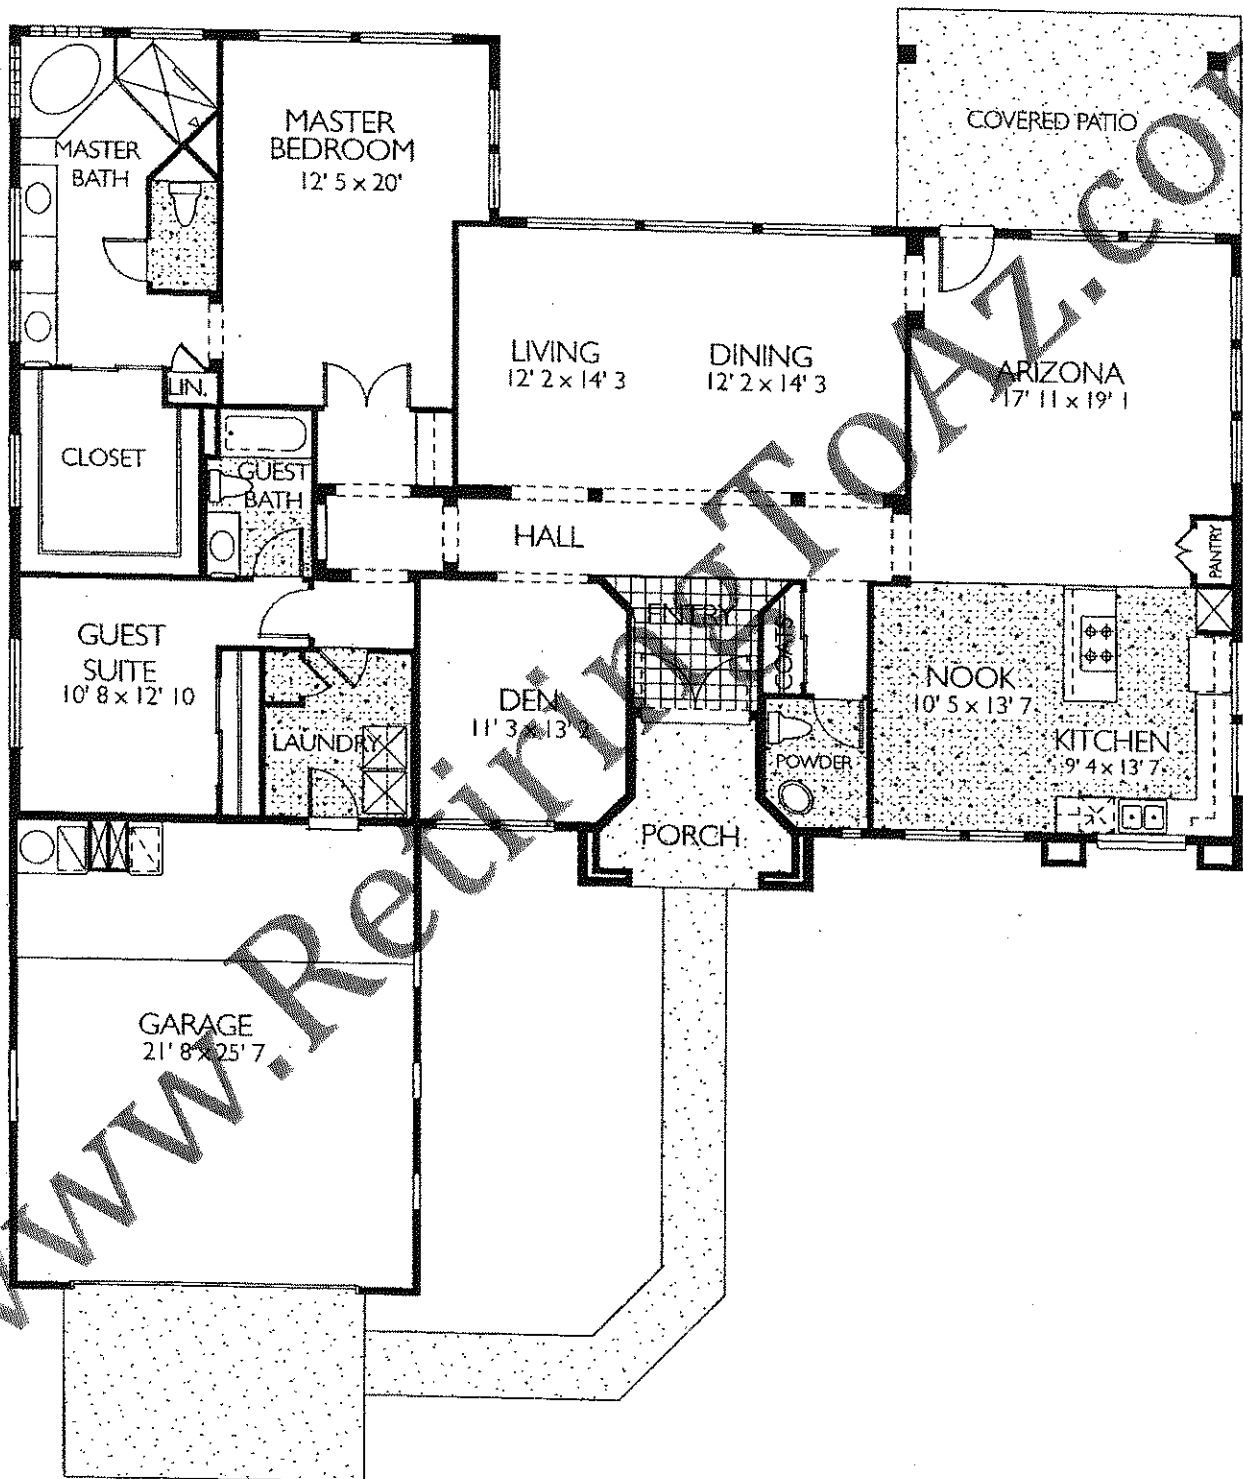 COVERED PATIO
MASTER
BEDROOM
12' 5 x 20'
MASTER
BATH
LIVING
12' 2 x 14' 3
DINING
12' 2 x 14' 3
ARIZONA
17' 11 x 19' 1
LIN.
CLOSET
GUEST
BATH
HALL
PANTRY
ENTRY
COATS
GUEST
SUITE
10' 8 x 12' 10
DEN
11' 3 x 13' 2
NOOK
10' 5 x 13' 7
LAUNDRY
POWDER
KITCHEN
9' 4 x 13' 7
PORCH
GARAGE
21' 8 x 25' 7
www.RetiringToAZ.com